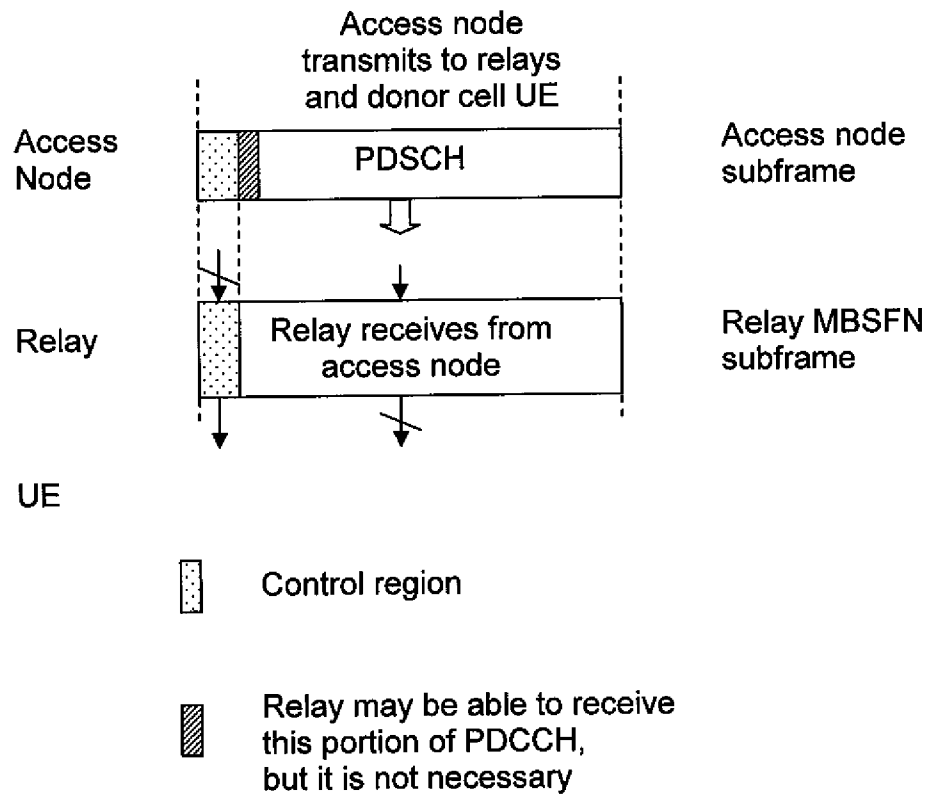 Access node
transmits to relays
and donor cell UE
Access
Node
PDSCH
Access node
subframe
Relay
Relay receives from
access node
Relay MBSFN
subframe
UE
Control region
Relay may be able to receive
this portion of PDCCH,
but it is not necessary